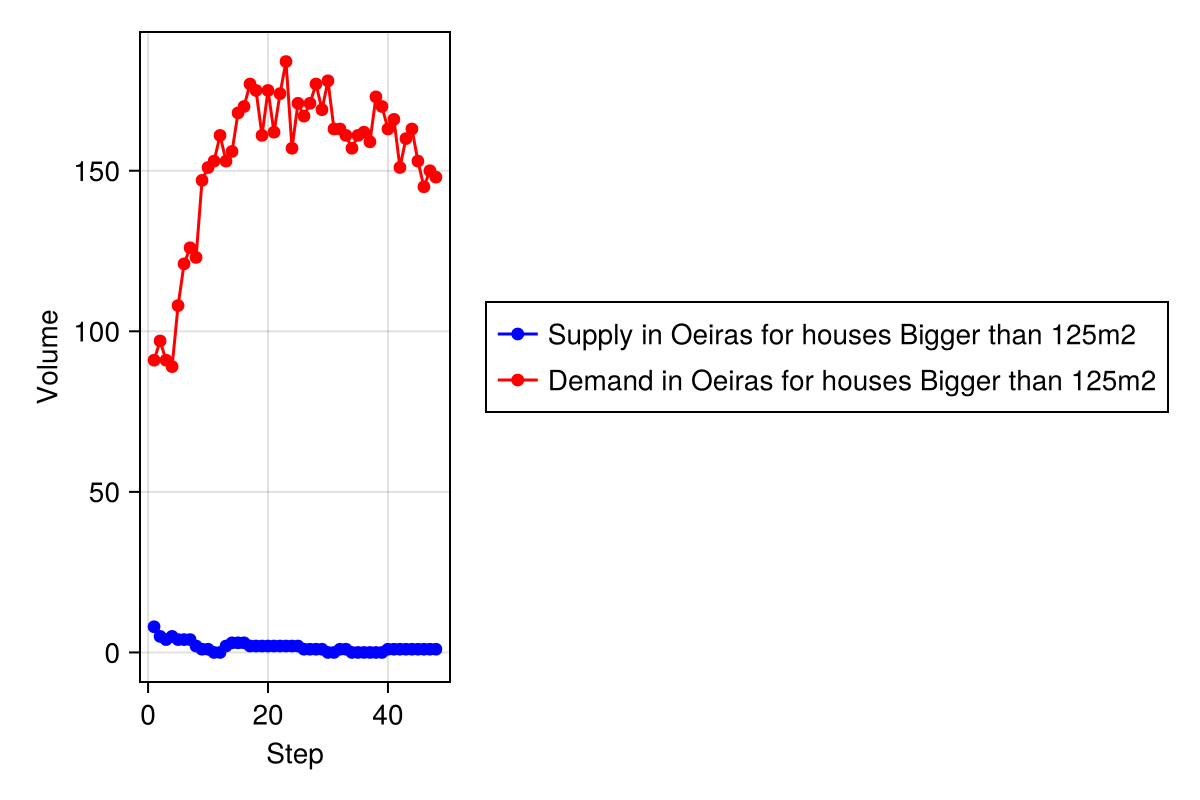 Volume
150
100
50
0
0
20
40
Step
Supply in Oeiras for houses Bigger than 125m2
Demand in Oeiras for houses Bigger than 125m2